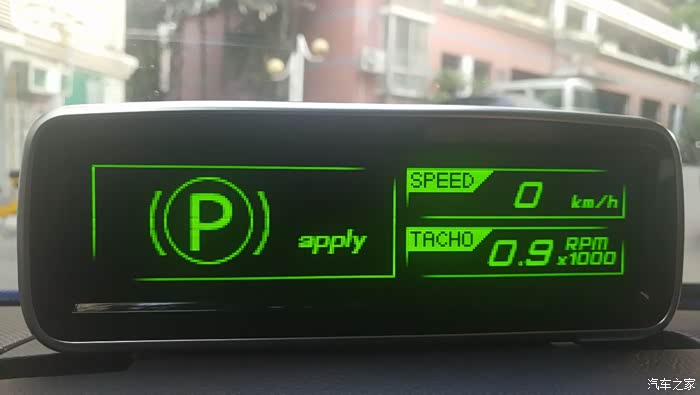 P
apply
SPEED 0 km/h
TACHO 0.9 RPM x1000
汽车之家